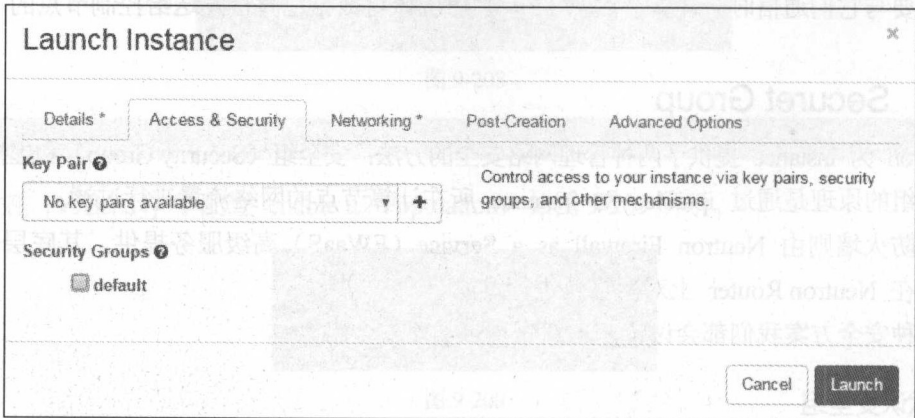 Launch Instance
×
Details *
Access & Security
Networking *
Post-Creation
Advanced Options
Key Pair
No key pairs available
+
Control access to your instance via key pairs, security
groups, and other mechanisms.
Security Groups
default
Cancel
Launch